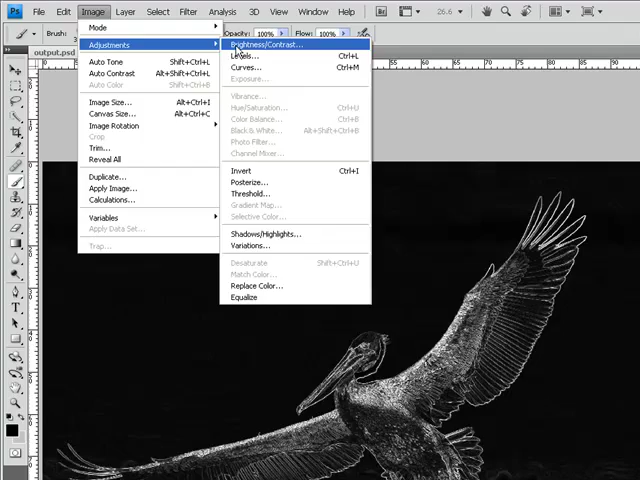 Ps File Edit Image Layer Select Filter Analysis 3D View Window Help Br 26.6
Brush: Opacity: 100% Flow: 100%
output.psd
Mode
Adjustments
Auto Tone Shift+Ctrl+L
Auto Contrast Alt+Shift+Ctrl+L
Auto Color Shift+Ctrl+B
Image Size... Alt+Ctrl+I
Canvas Size... Alt+Ctrl+C
Image Rotation
Crop
Trim...
Reveal All
Duplicate...
Apply Image...
Calculations...
Variables
Apply Data Set...
Trap...
Brightness/Contrast...
Levels... Ctrl+L
Curves... Ctrl+M
Exposure...
Vibrance...
Hue/Saturation... Ctrl+U
Color Balance... Ctrl+B
Black & White... Alt+Shift+Ctrl+B
Photo Filter...
Channel Mixer...
Invert Ctrl+I
Posterize...
Threshold...
Gradient Map...
Selective Color...
Shadows/Highlights...
Variations...
Desaturate Shift+Ctrl+U
Match Color...
Replace Color...
Equalize